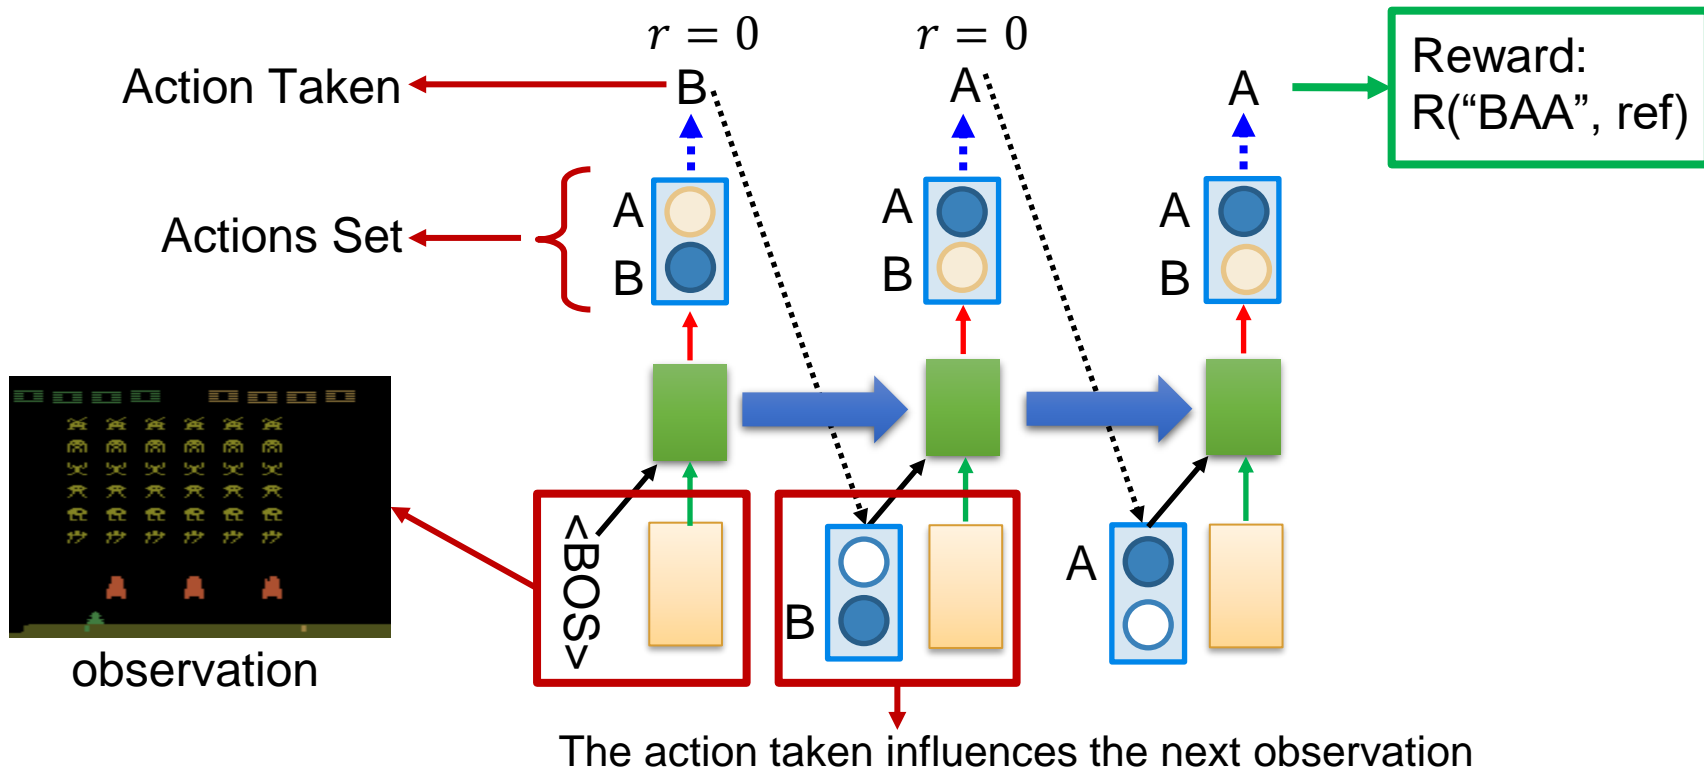 r = 0
r = 0
Action Taken
B
A
A
Reward:
R(“BAA”, ref)
Actions Set
A
B
A
B
A
B
<BOS>
B
A
observation
The action taken influences the next observation